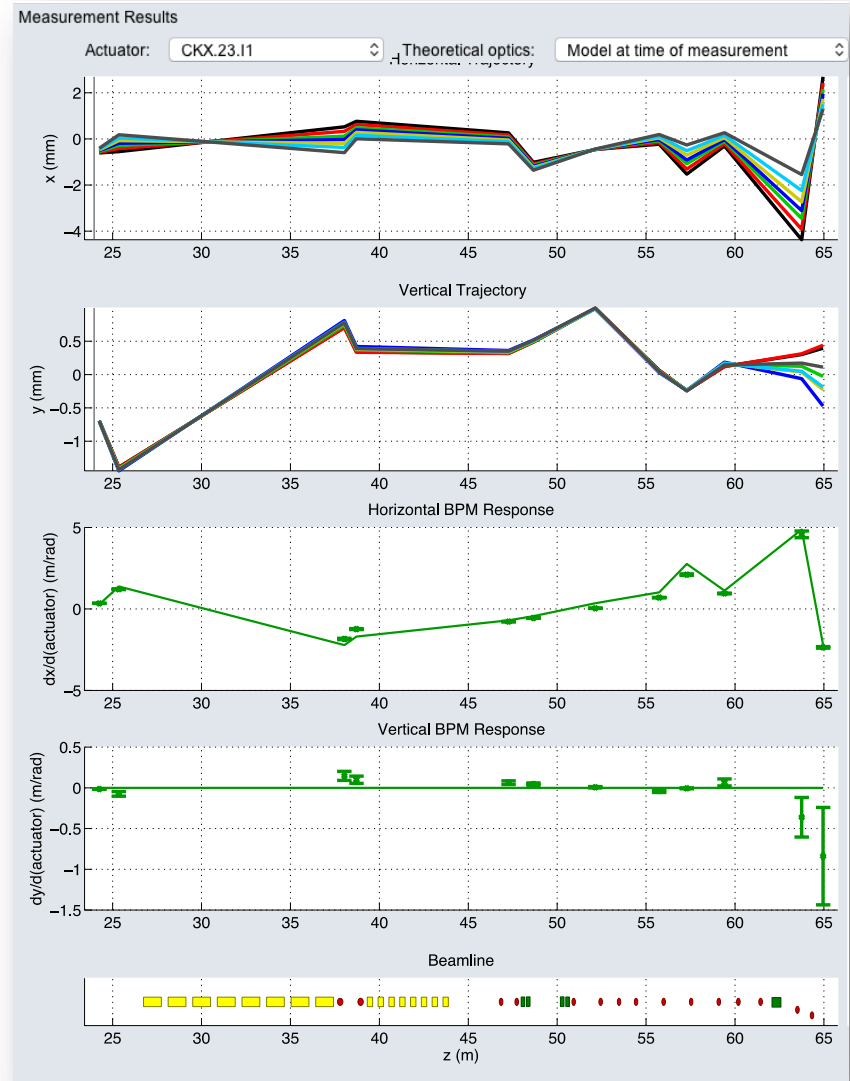 Measurement Results
Actuator: CKX.23.I1 Theoretical optics: Model at time of measurement
Horizontal Trajectory
2
0
−2
−4
x (mm)
25 30 35 40 45 50 55 60 65
Vertical Trajectory
0.5
0
−0.5
−1
y (mm)
25 30 35 40 45 50 55 60 65
Horizontal BPM Response
5
0
−5
dx/d(actuator) (m/rad)
25 30 35 40 45 50 55 60 65
Vertical BPM Response
0.5
0
−0.5
−1
−1.5
dy/d(actuator) (m/rad)
25 30 35 40 45 50 55 60 65
Beamline
25 30 35 40 45 50 55 60 65
z (m)